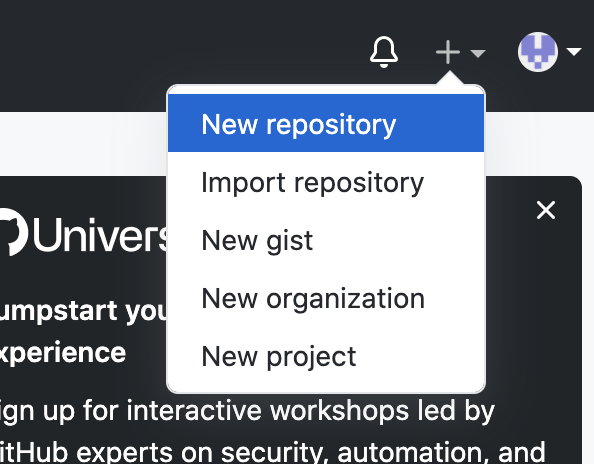 New repository
Import repository
New gist
New organization
New project
Univers
umpstart you
xperience
ign up for interactive workshops led by
itHub experts on security, automation, and